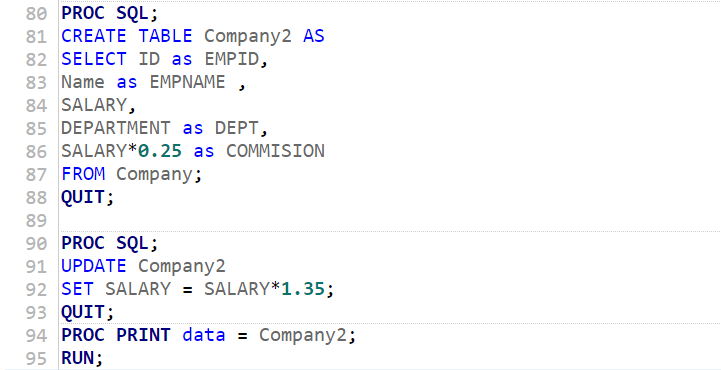 80 PROC SQL;
81 CREATE TABLE Company2 AS
82 SELECT ID as EMPID,
83 Name as EMPNAME ,
84 SALARY,
85 DEPARTMENT as DEPT,
86 SALARY*0.25 as COMMISION
87 FROM Company;
88 QUIT;
89
90 PROC SQL;
91 UPDATE Company2
92 SET SALARY = SALARY*1.35;
93 QUIT;
94 PROC PRINT data = Company2;
95 RUN;